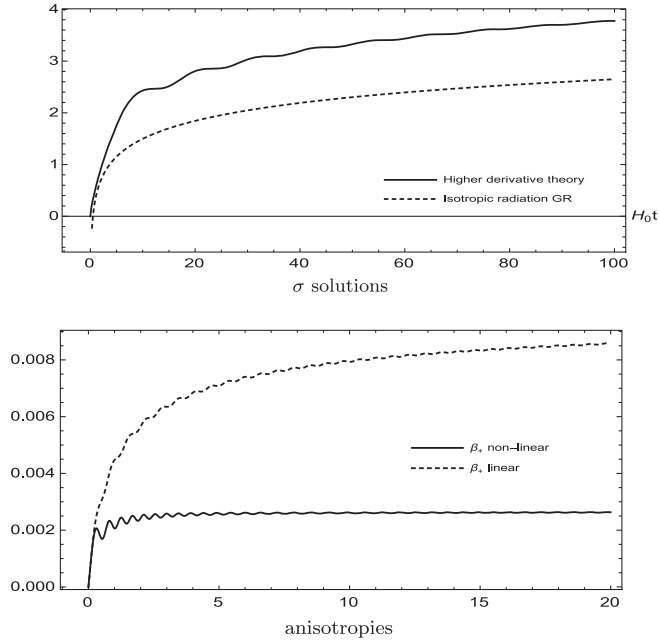 4
3
2
1
0
Higher derivative theory
Isotropic radiation GR
H₀t
0 20 40 60 80 100
σ solutions
0.008
0.006
0.004
0.002
0.000
β₊ non–linear
β₊ linear
0 5 10 15 20
anisotropies